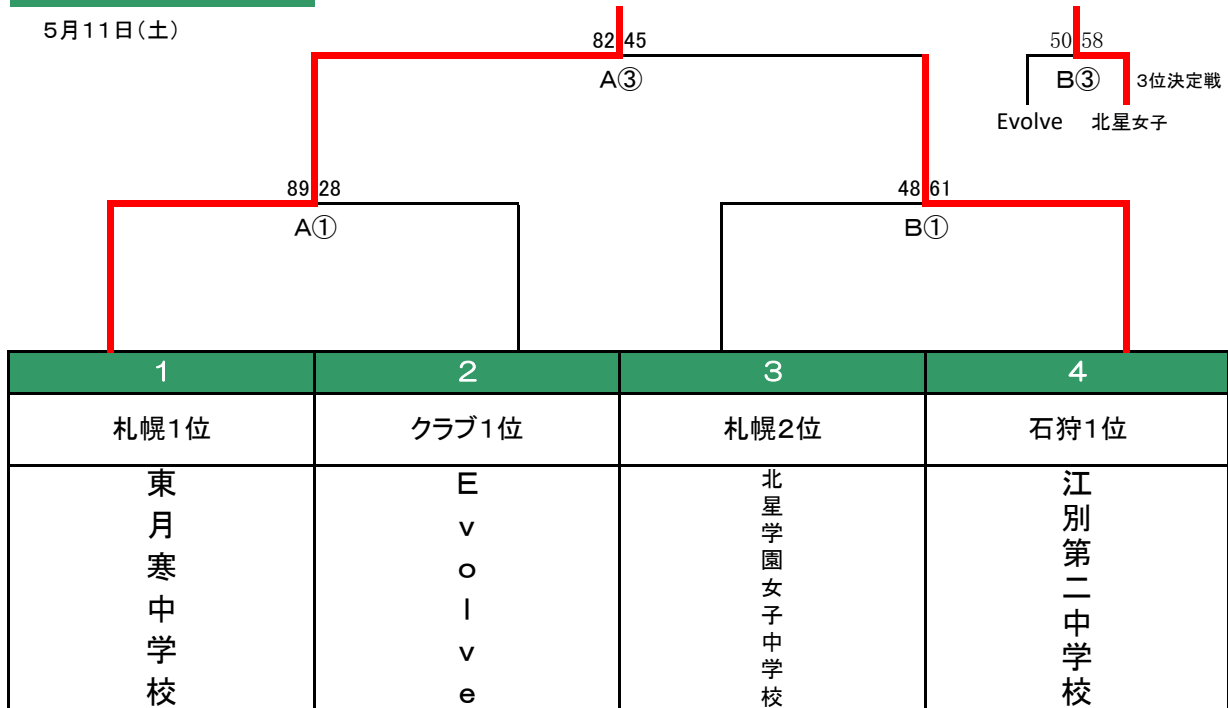 5月11日(土)
82 45
A③
50 58
B③
3位決定戦
Evolve 北星女子
89 28
A①
48 61
B①
1 2 3 4
札幌1位 クラブ1位 札幌2位 石狩1位
東月寒中学校
Evolve
北星学園女子中学校
江別第二中学校